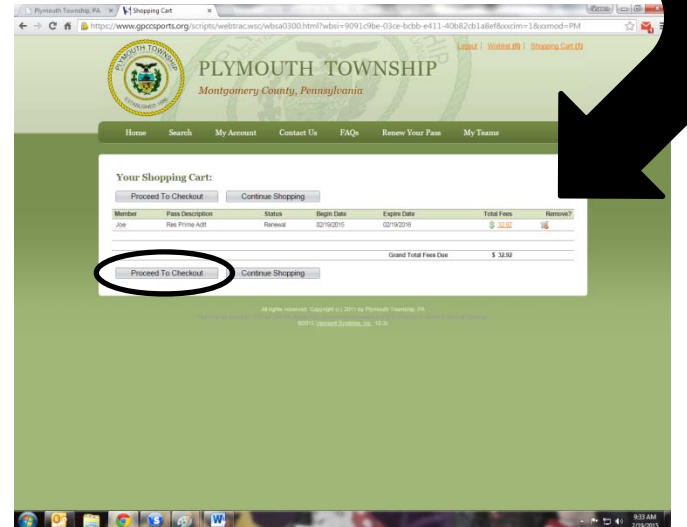 Plymouth Township, PA
Shopping Cart
https://www.gpccsports.org/scripts/webtrac.wsc/wbsa0300.html?wbsi=9091c9be-03ce-bcbb-e411-40b82cb1a8ef&xxcim=1&xxmod=PM
Logout | Wishlist (0) | Shopping Cart (1)
PLYMOUTH TOWNSHIP
PLYMOUTH TOWNSHIP
Montgomery County, Pennsylvania
Home Search My Account Contact Us FAQs Renew Your Pass My Teams
Your Shopping Cart:
Proceed To Checkout Continue Shopping
Member Pass Description Status Begin Date Expire Date Total Fees Remove?
Joe Res Prime Adlt Renewal 02/19/2015 02/19/2016 $ 32.92
Grand Total Fees Due $ 32.92
Proceed To Checkout Continue Shopping
All rights reserved. Copyright (c) 2011 by Plymouth Township, PA
Vermont Systems, Inc.
9:33 AM
2/19/2015